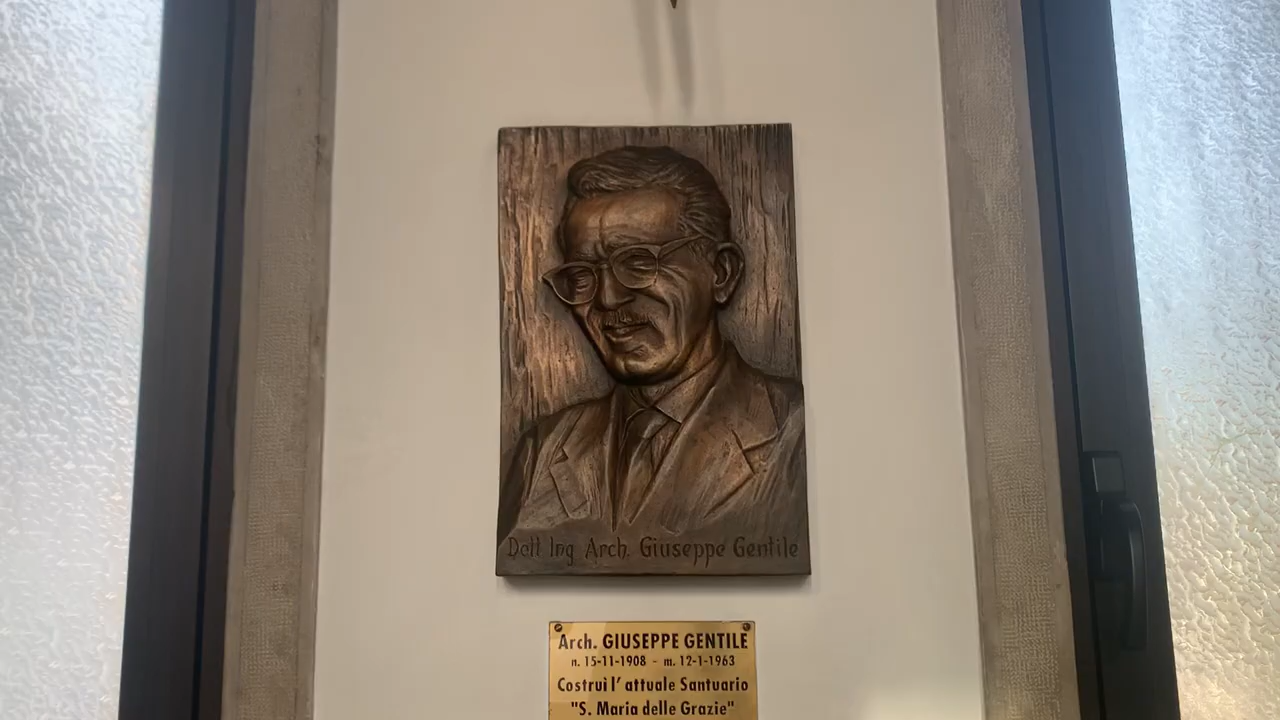 Dott Ing Arch. Giuseppe Gentile
Arch. GIUSEPPE GENTILE
n. 15-11-1908 - m. 12-1-1963
Costruì l' attuale Santuario
"S. Maria delle Grazie"